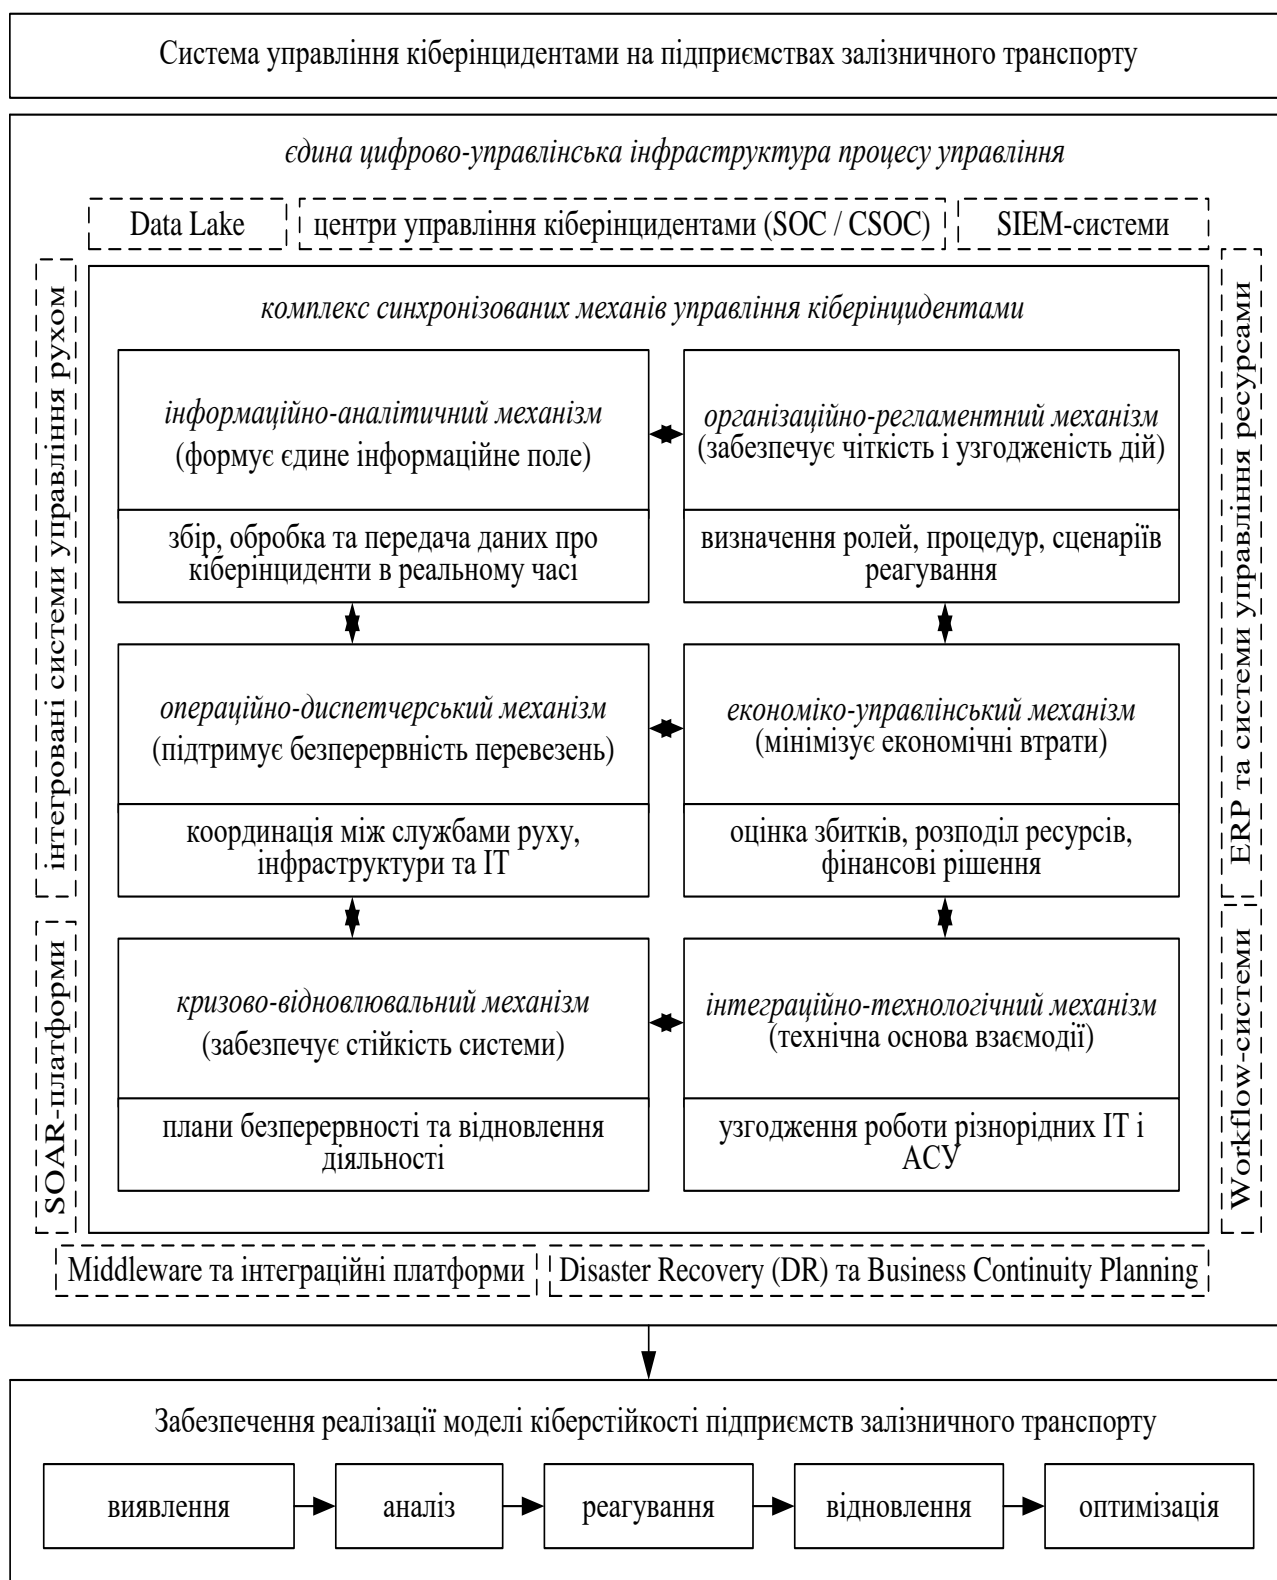 Система управління кіберінцидентами на підприємствах залізничного транспорту
єдина цифрово-управлінська інфраструктура процесу управління
Data Lake
центри управління кіберінцидентами (SOC / CSOC)
SIEM-системи
інтегровані системи управління рухом
SOAR-платформи
ERP та системи управління ресурсами
Workflow-системи
комплекс синхронізованих механів управління кіберінцидентами
інформаційно-аналітичний механізм
(формує єдине інформаційне поле)
збір, обробка та передача даних про
кіберінциденти в реальному часі
організаційно-регламентний механізм
(забезпечує чіткість і узгодженість дій)
визначення ролей, процедур, сценаріїв
реагування
операційно-диспетчерський механізм
(підтримує безперервність перевезень)
координація між службами руху,
інфраструктури та ІТ
економіко-управлінський механізм
(мінімізує економічні втрати)
оцінка збитків, розподіл ресурсів,
фінансові рішення
кризово-відновлювальний механізм
(забезпечує стійкість системи)
плани безперервності та відновлення
діяльності
інтеграційно-технологічний механізм
(технічна основа взаємодії)
узгодження роботи різнорідних ІТ і
АСУ
Middleware та інтеграційні платформи
Disaster Recovery (DR) та Business Continuity Planning
Забезпечення реалізації моделі кіберстійкості підприємств залізничного транспорту
виявлення
аналіз
реагування
відновлення
оптимізація